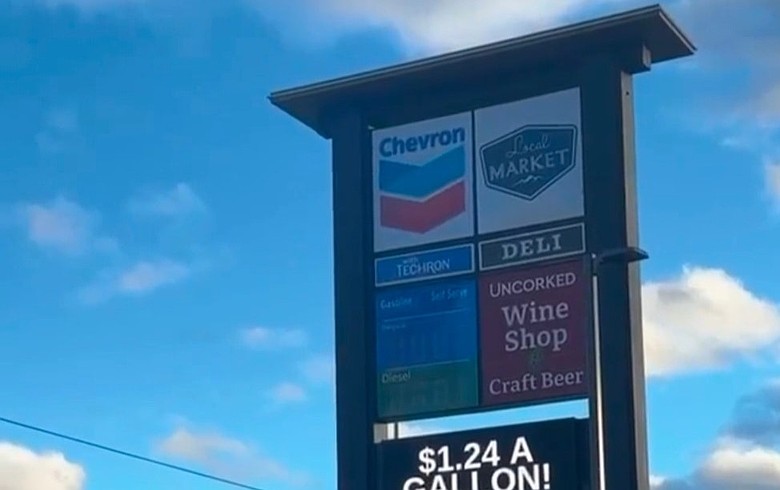 Chevron
Local
MARKET
with
TECHRON
DELI
Gasoline Self Serve
Diesel
UNCORKED
Wine
Shop
&
Craft Beer
$1.24 A
GALLON!